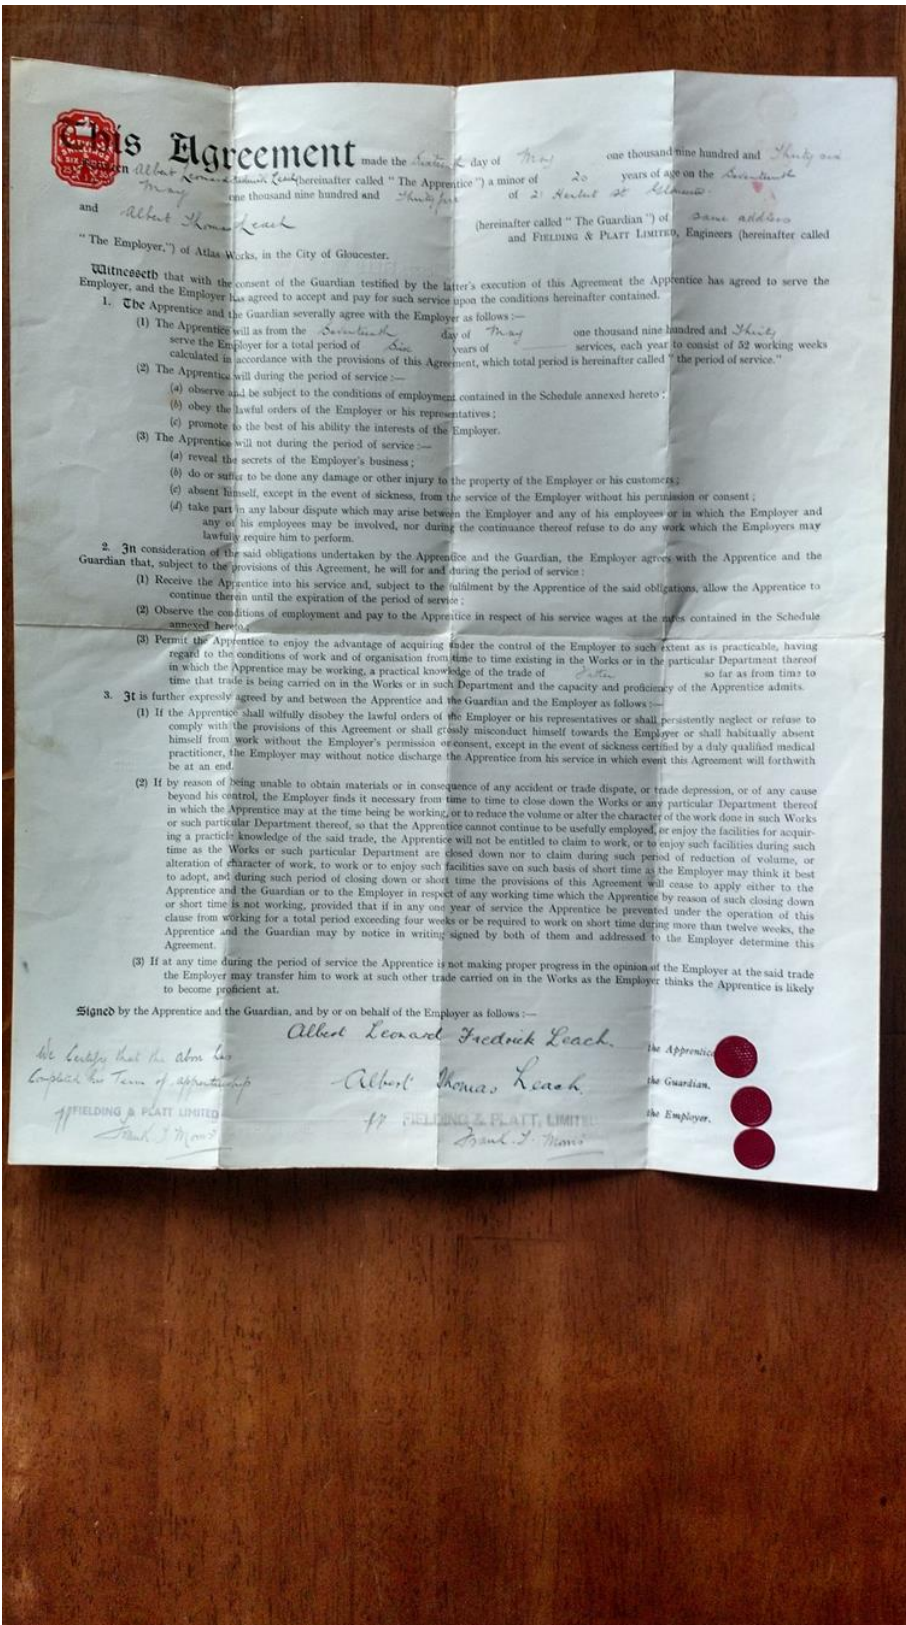 This Agreement made the Sixteenth day of May one thousand nine hundred and Thirty six
Between Albert Leonard Fredrick Leach (hereinafter called " The Apprentice ") a minor of 20 years of age on the Seventeenth
May one thousand nine hundred and Thirty of 2 Herbert St
and Albert Thomas Leach (hereinafter called " The Guardian ") of same address
and FIELDING & PLATT LIMITED, Engineers (hereinafter called
" The Employer,") of Atlas Works, in the City of Gloucester.
Witnesseth that with the consent of the Guardian testified by the latter's execution of this Agreement the Apprentice has agreed to serve the
Employer, and the Employer has agreed to accept and pay for such service upon the conditions hereinafter contained.
1. The Apprentice and the Guardian severally agree with the Employer as follows :—
(1) The Apprentice will as from the Seventeenth day of May one thousand nine hundred and Thirty
serve the Employer for a total period of Six years of services, each year to consist of 52 working weeks
calculated in accordance with the provisions of this Agreement, which total period is hereinafter called " the period of service."
(2) The Apprentice will during the period of service :—
(a) observe and be subject to the conditions of employment contained in the Schedule annexed hereto ;
(b) obey the lawful orders of the Employer or his representatives ;
(c) promote to the best of his ability the interests of the Employer.
(3) The Apprentice will not during the period of service :—
(a) reveal the secrets of the Employer's business ;
(b) do or suffer to be done any damage or other injury to the property of the Employer or his customers ;
(c) absent himself, except in the event of sickness, from the service of the Employer without his permission or consent ;
(d) take part in any labour dispute which may arise between the Employer and any of his employees or in which the Employer and
any of his employees may be involved, nor during the continuance thereof refuse to do any work which the Employers may
lawfully require him to perform.
2. In consideration of the said obligations undertaken by the Apprentice and the Guardian, the Employer agrees with the Apprentice and the
Guardian that, subject to the provisions of this Agreement, he will for and during the period of service :
(1) Receive the Apprentice into his service and, subject to the fulfilment by the Apprentice of the said obligations, allow the Apprentice to
continue therein until the expiration of the period of service ;
(2) Observe the conditions of employment and pay to the Apprentice in respect of his service wages at the rates contained in the Schedule
annexed hereto ;
(3) Permit the Apprentice to enjoy the advantage of acquiring under the control of the Employer to such extent as is practicable, having
regard to the conditions of work and of organisation from time to time existing in the Works or in the particular Department thereof
in which the Apprentice may be working, a practical knowledge of the trade of Fitter so far as from time to
time that trade is being carried on in the Works or in such Department and the capacity and proficiency of the Apprentice admits.
3. It is further expressly agreed by and between the Apprentice and the Guardian and the Employer as follows :—
(1) If the Apprentice shall wilfully disobey the lawful orders of the Employer or his representatives or shall persistently neglect or refuse to
comply with the provisions of this Agreement or shall grossly misconduct himself towards the Employer or shall habitually absent
himself from work without the Employer's permission or consent, except in the event of sickness certified by a duly qualified medical
practitioner, the Employer may without notice discharge the Apprentice from his service in which event this Agreement will forthwith
be at an end.
(2) If by reason of being unable to obtain materials or in consequence of any accident or trade dispute, or trade depression, or of any cause
beyond his control, the Employer finds it necessary from time to time to close down the Works or any particular Department thereof
in which the Apprentice may at the time being be working, or to reduce the volume or alter the character of the work done in such Works
or such particular Department thereof, so that the Apprentice cannot continue to be usefully employed, or enjoy the facilities for acquir-
ing a practicle knowledge of the said trade, the Apprentice will not be entitled to claim to work, or to enjoy such facilities during such
time as the Works or such particular Department are closed down nor to claim during such period of reduction of volume, or
alteration of character of work, to work or to enjoy such facilities save on such basis of short time as the Employer may think it best
to adopt, and during such period of closing down or short time the provisions of this Agreement will cease to apply either to the
Apprentice and the Guardian or to the Employer in respect of any working time which the Apprentice by reason of such closing down
or short time is not working, provided that if in any one year of service the Apprentice be prevented under the operation of this
clause from working for a total period exceeding four weeks or be required to work on short time during more than twelve weeks, the
Apprentice and the Guardian may by notice in writing signed by both of them and addressed to the Employer determine this
Agreement.
(3) If at any time during the period of service the Apprentice is not making proper progress in the opinion of the Employer at the said trade
the Employer may transfer him to work at such other trade carried on in the Works as the Employer thinks the Apprentice is likely
to become proficient at.
Signed by the Apprentice and the Guardian, and by or on behalf of the Employer as follows :—
Albert Leonard Fredrick Leach. the Apprentice
We Certify that the above has
Completed his Term of apprenticeship
Albert Thomas Leach. the Guardian.
pp FIELDING & PLATT LIMITED
pp FIELDING & PLATT, LIMITED the Employer.
Frank T Morris
Frank T. Morris